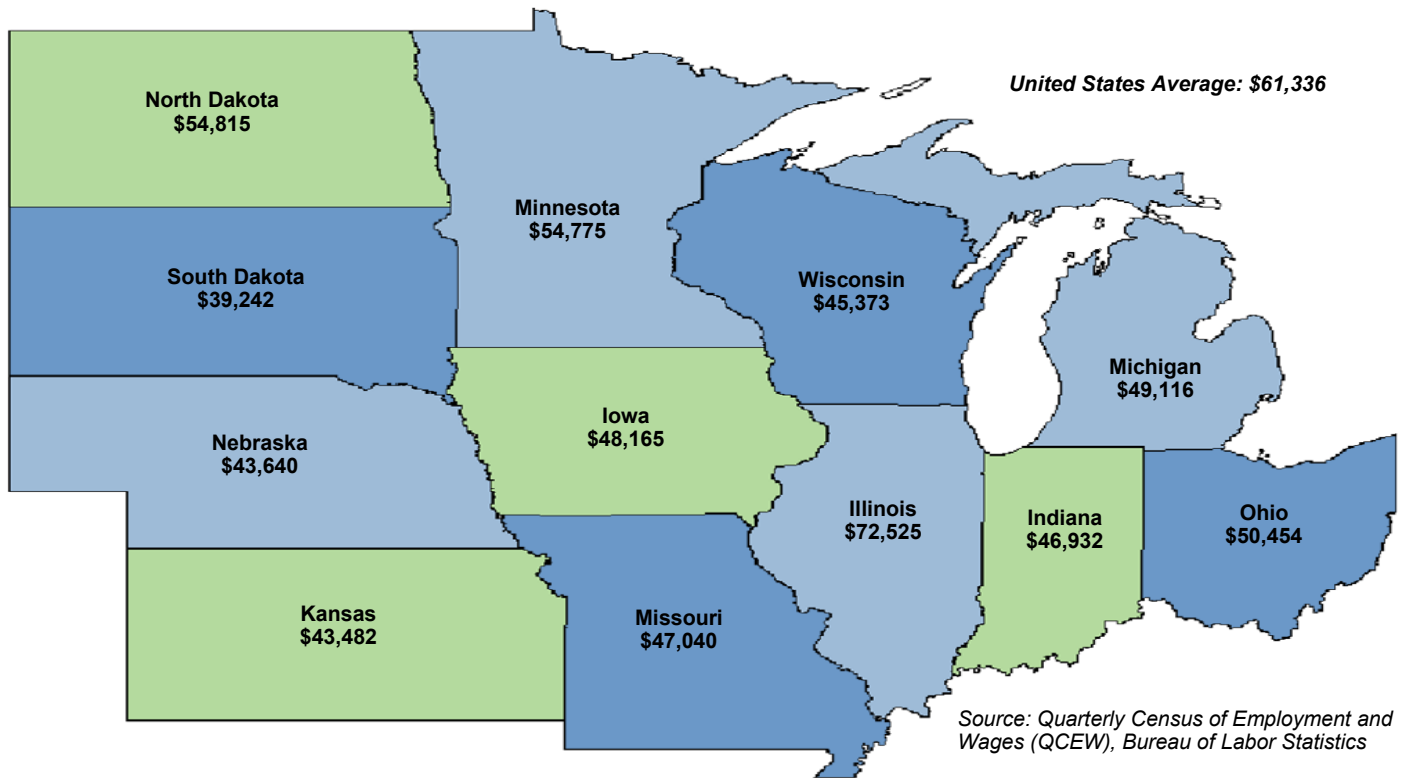 United States Average: $61,336
North Dakota
$54,815
Minnesota
$54,775
South Dakota
$39,242
Wisconsin
$45,373
Michigan
$49,116
Iowa
$48,165
Nebraska
$43,640
Illinois
$72,525
Indiana
$46,932
Ohio
$50,454
Kansas
$43,482
Missouri
$47,040
Source: Quarterly Census of Employment and
Wages (QCEW), Bureau of Labor Statistics